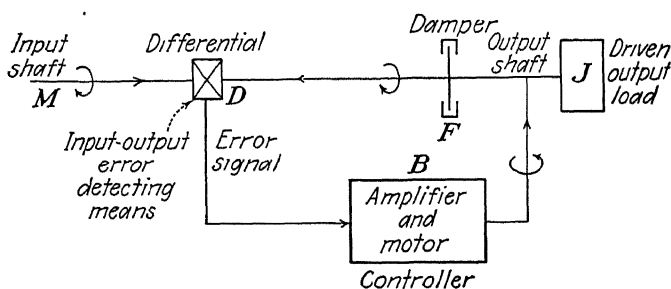 Input
shaft
M
Differential
D
Input-output
error
detecting
means
Error
signal
Damper
F
Output
shaft
J
Driven
output
load
B
Amplifier
and
motor
Controller